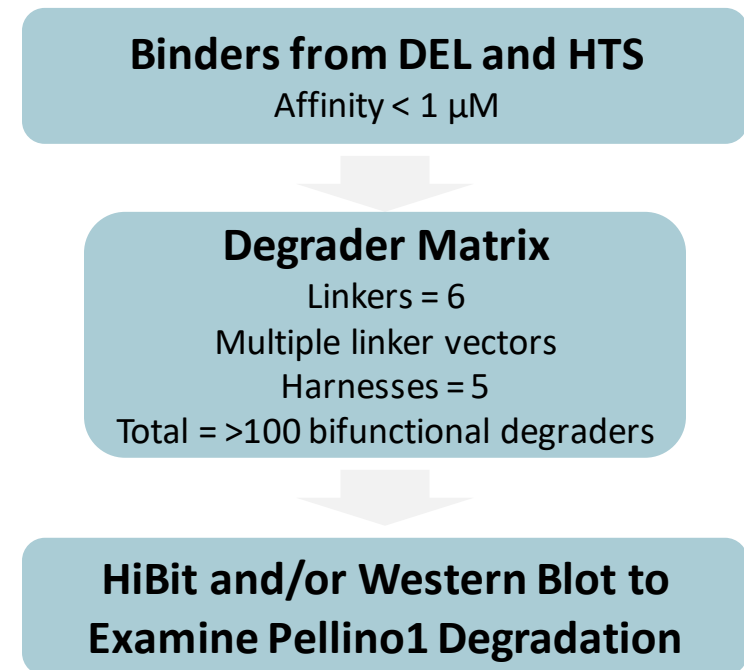 Binders from DEL and HTS
Affinity < 1 µM
Degrader Matrix
Linkers = 6
Multiple linker vectors
Harnesses = 5
Total = >100 bifunctional degraders
HiBit and/or Western Blot to
Examine Pellino1 Degradation